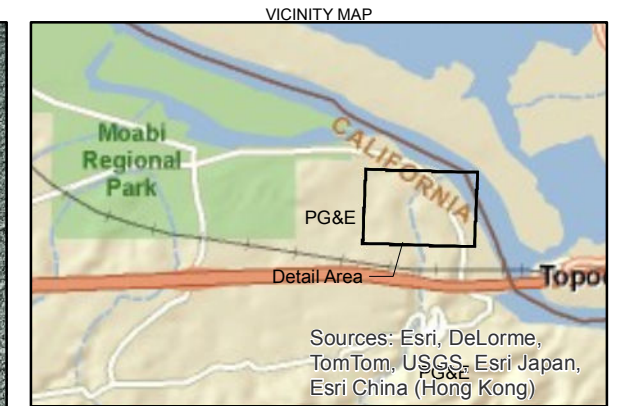 VICINITY MAP
Moabi
Regional
Park
CALIFORNIA
PG&E
Detail Area
Topo
Sources: Esri, DeLorme,
TomTom, USGS, Esri Japan,
PG&E
Esri China (Hong Kong)